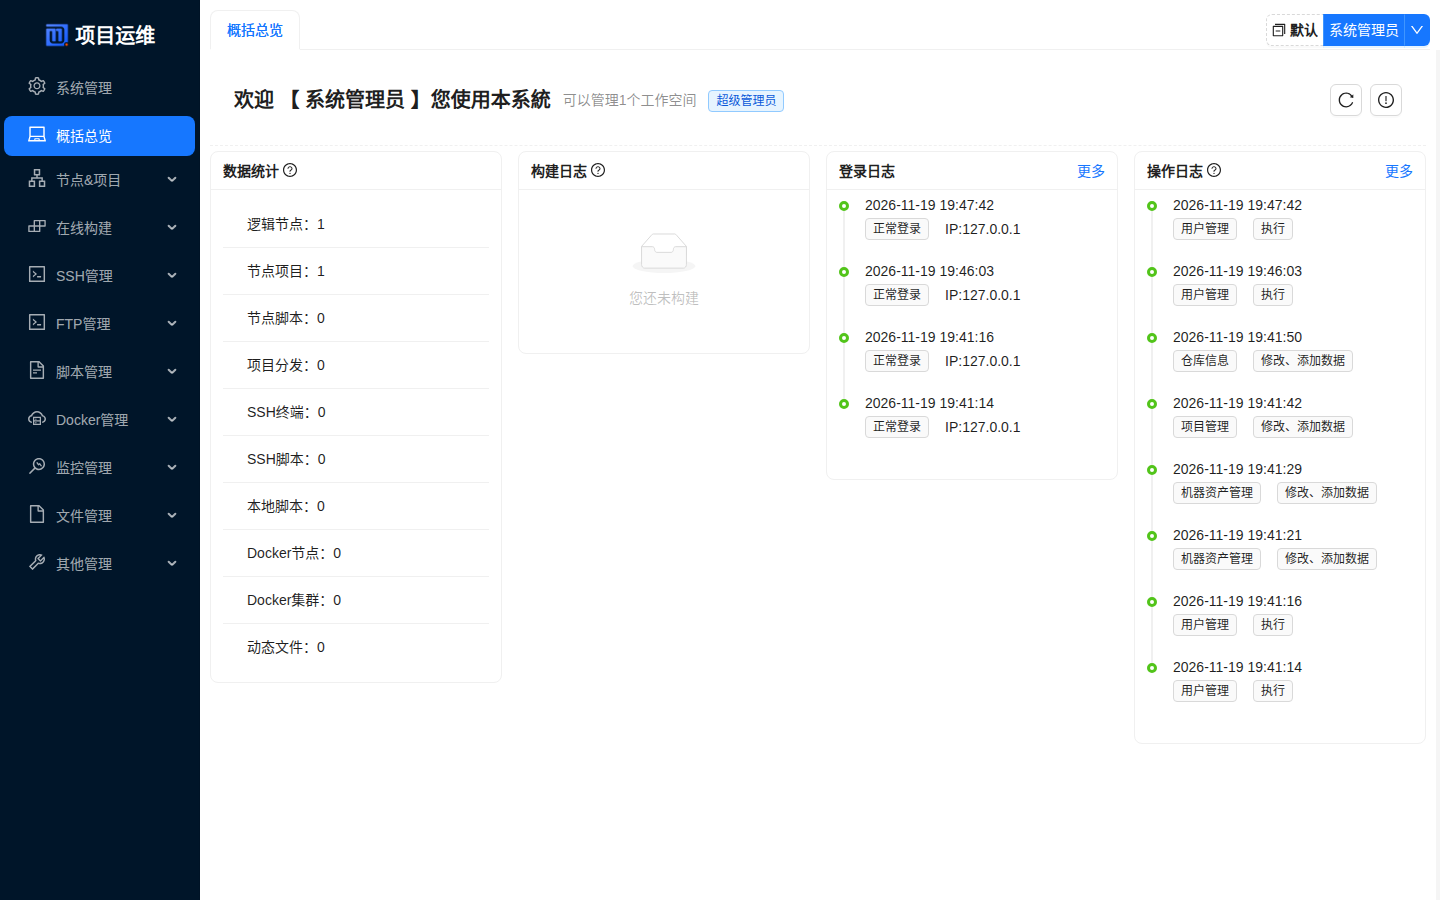 项目运维
系统管理
概括总览
节点&项目
在线构建
SSH管理
FTP管理
脚本管理
Docker管理
监控管理
文件管理
其他管理
概括总览
默认
系统管理员
欢迎 【 系统管理员 】您使用本系統
可以管理1个工作空间
超级管理员
数据统计
逻辑节点：1
节点项目：1
节点脚本：0
项目分发：0
SSH终端：0
SSH脚本：0
本地脚本：0
Docker节点：0
Docker集群：0
动态文件：0
构建日志
您还未构建
登录日志 更多
2026-11-19 19:47:42
正常登录 IP:127.0.0.1
2026-11-19 19:46:03
正常登录 IP:127.0.0.1
2026-11-19 19:41:16
正常登录 IP:127.0.0.1
2026-11-19 19:41:14
正常登录 IP:127.0.0.1
操作日志 更多
2026-11-19 19:47:42
用户管理 执行
2026-11-19 19:46:03
用户管理 执行
2026-11-19 19:41:50
仓库信息 修改、添加数据
2026-11-19 19:41:42
项目管理 修改、添加数据
2026-11-19 19:41:29
机器资产管理 修改、添加数据
2026-11-19 19:41:21
机器资产管理 修改、添加数据
2026-11-19 19:41:16
用户管理 执行
2026-11-19 19:41:14
用户管理 执行